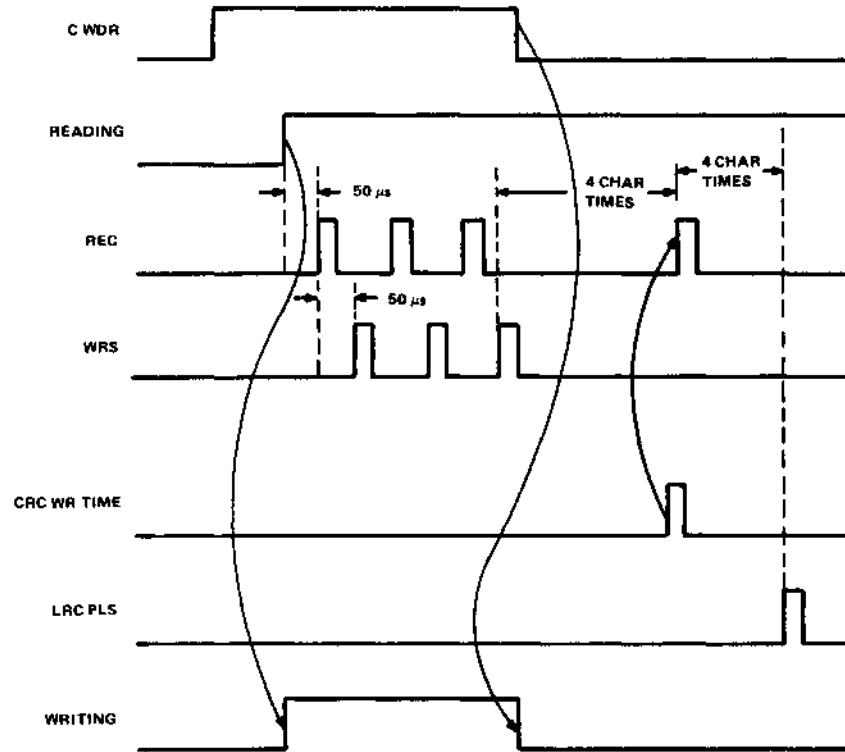 C WDR
READING
50 μs
4 CHAR
TIMES
4 CHAR
TIMES
REC
50 μs
WRS
CRC WR TIME
LRC PLS
WRITING